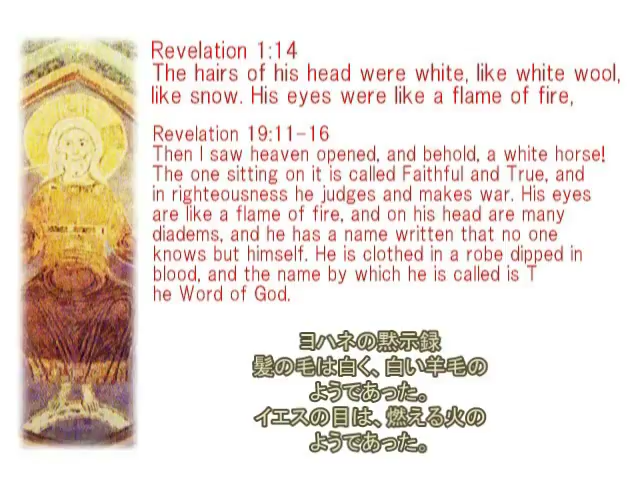 Revelation 1:14
The hairs of his head were white, like white wool,
like snow. His eyes were like a flame of fire,
Revelation 19:11-16
Then I saw heaven opened, and behold, a white horse!
The one sitting on it is called Faithful and True, and
in righteousness he judges and makes war. His eyes
are like a flame of fire, and on his head are many
diadems, and he has a name written that no one
knows but himself. He is clothed in a robe dipped in
blood, and the name by which he is called is T
he Word of God.
ヨハネの黙示録
髪の毛は白く、白い羊毛の
ようであった。
イエスの目は、燃える火の
ようであった。